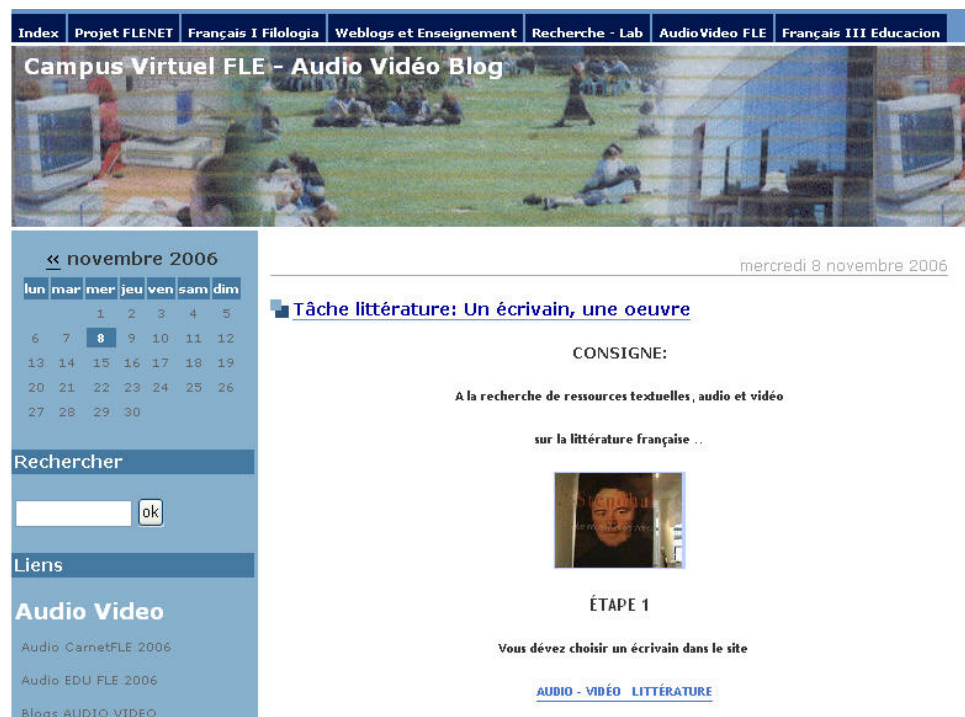 Index Projet FLENET Français I Filologia Weblogs et Enseignement Recherche - Lab AudioVideo FLE Français III Educacion
Campus Virtuel FLE - Audio Vidéo Blog
« novembre 2006
lun mar mer jeu ven sam dim
1 2 3 4 5
6 7 8 9 10 11 12
13 14 15 16 17 18 19
20 21 22 23 24 25 26
27 28 29 30
Rechercher
ok
Liens
Audio Video
Audio CarnetFLE 2006
Audio EDU FLE 2006
Blogs AUDIO VIDEO
mercredi 8 novembre 2006
Tâche littérature: Un écrivain, une oeuvre
CONSIGNE:
A la recherche de ressources textuelles, audio et vidéo
sur la littérature française ..
ÉTAPE 1
Vous dévez choisir un écrivain dans le site
AUDIO - VIDÉO LITTÉRATURE